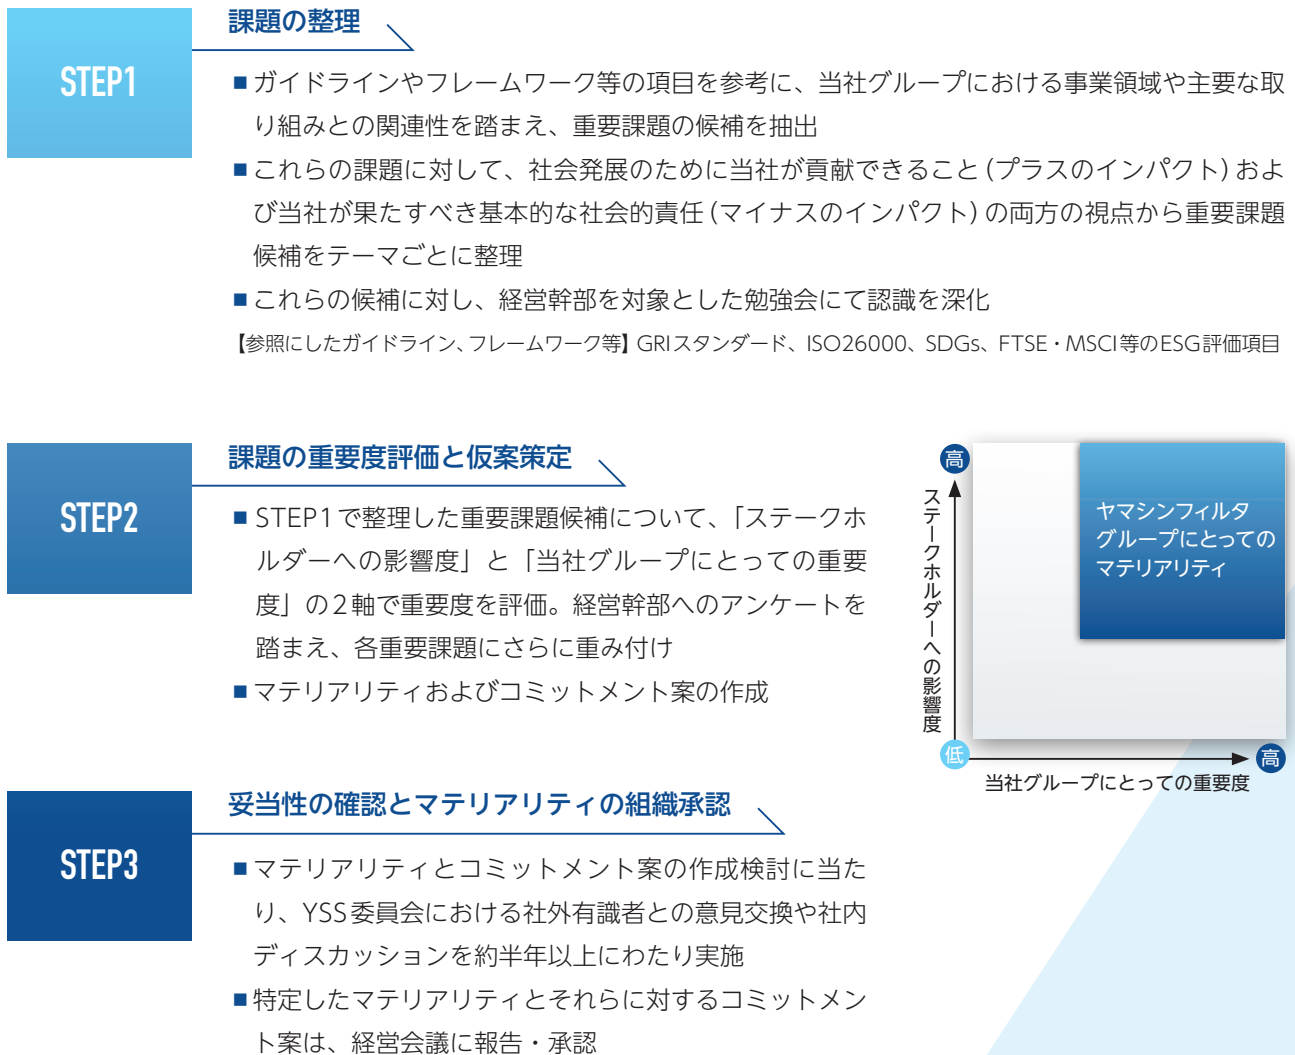 STEP1
課題の整理
■ガイドラインやフレームワーク等の項目を参考に、当社グループにおける事業領域や主要な取
り組みとの関連性を踏まえ、重要課題の候補を抽出
■これらの課題に対して、社会発展のために当社が貢献できること(プラスのインパクト)およ
び当社が果たすべき基本的な社会的責任(マイナスのインパクト)の両方の視点から重要課題
候補をテーマごとに整理
■これらの候補に対し、経営幹部を対象とした勉強会にて認識を深化
【参照にしたガイドライン、フレームワーク等】GRIスタンダード、ISO26000、SDGs、FTSE・MSCI等のESG評価項目
STEP2
課題の重要度評価と仮案策定
■STEP1で整理した重要課題候補について、「ステークホ
ルダーへの影響度」と「当社グループにとっての重要
度」の2軸で重要度を評価。経営幹部へのアンケートを
踏まえ、各重要課題にさらに重み付け
■マテリアリティおよびコミットメント案の作成
高
ステークホルダーへの影響度
ヤマシンフィルタ
グループにとっての
マテリアリティ
低
高
当社グループにとっての重要度
STEP3
妥当性の確認とマテリアリティの組織承認
■マテリアリティとコミットメント案の作成検討に当た
り、YSS委員会における社外有識者との意見交換や社内
ディスカッションを約半年以上にわたり実施
■特定したマテリアリティとそれらに対するコミットメン
ト案は、経営会議に報告・承認